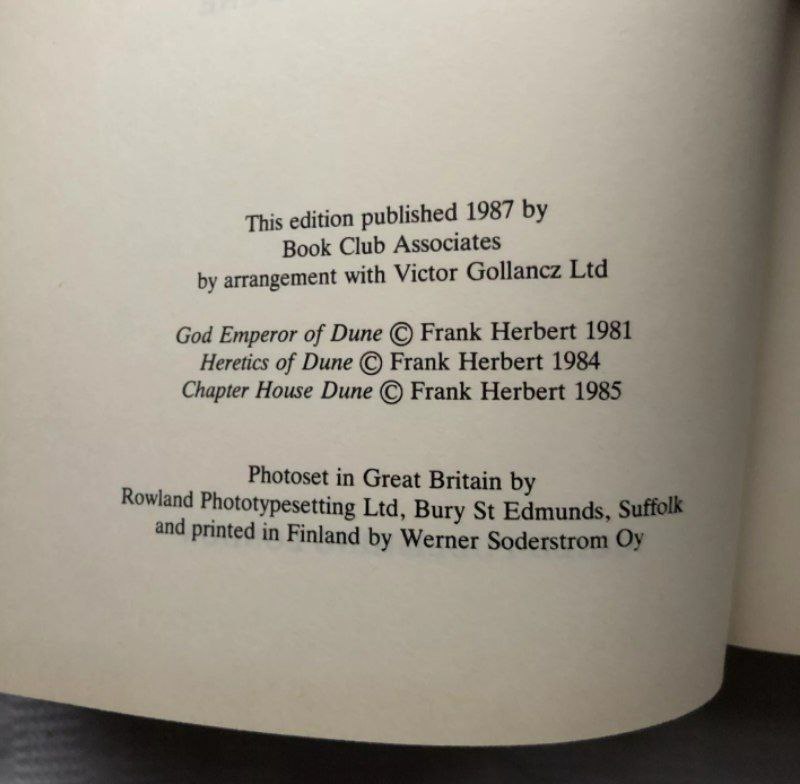 This edition published 1987 by
Book Club Associates
by arrangement with Victor Gollancz Ltd
God Emperor of Dune © Frank Herbert 1981
Heretics of Dune © Frank Herbert 1984
Chapter House Dune © Frank Herbert 1985
Photoset in Great Britain by
Rowland Phototypesetting Ltd, Bury St Edmunds, Suffolk
and printed in Finland by Werner Soderstrom Oy